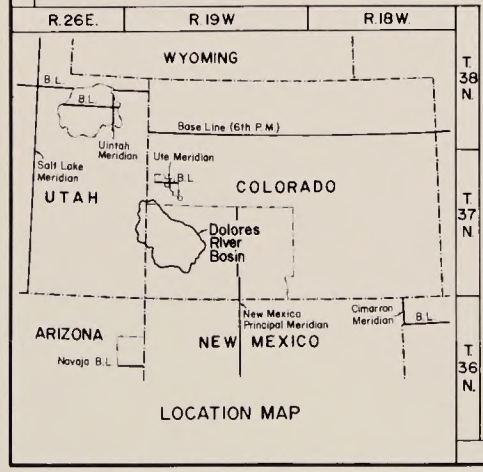 R.26E. R.19W R.18W.
WYOMING
T. 38 N.
B.L.
B.L.
Base Line (6th P.M.)
Uintah Meridian
Ute Meridian
B.L.
Salt Lake Meridian
UTAH
COLORADO
T. 37 N.
Dolores
River
Basin
New Mexico
Principal Meridian
Cimarron
Meridian
B.L.
ARIZONA
NEW MEXICO
Navajo B.L.
T. 36 N.
LOCATION MAP